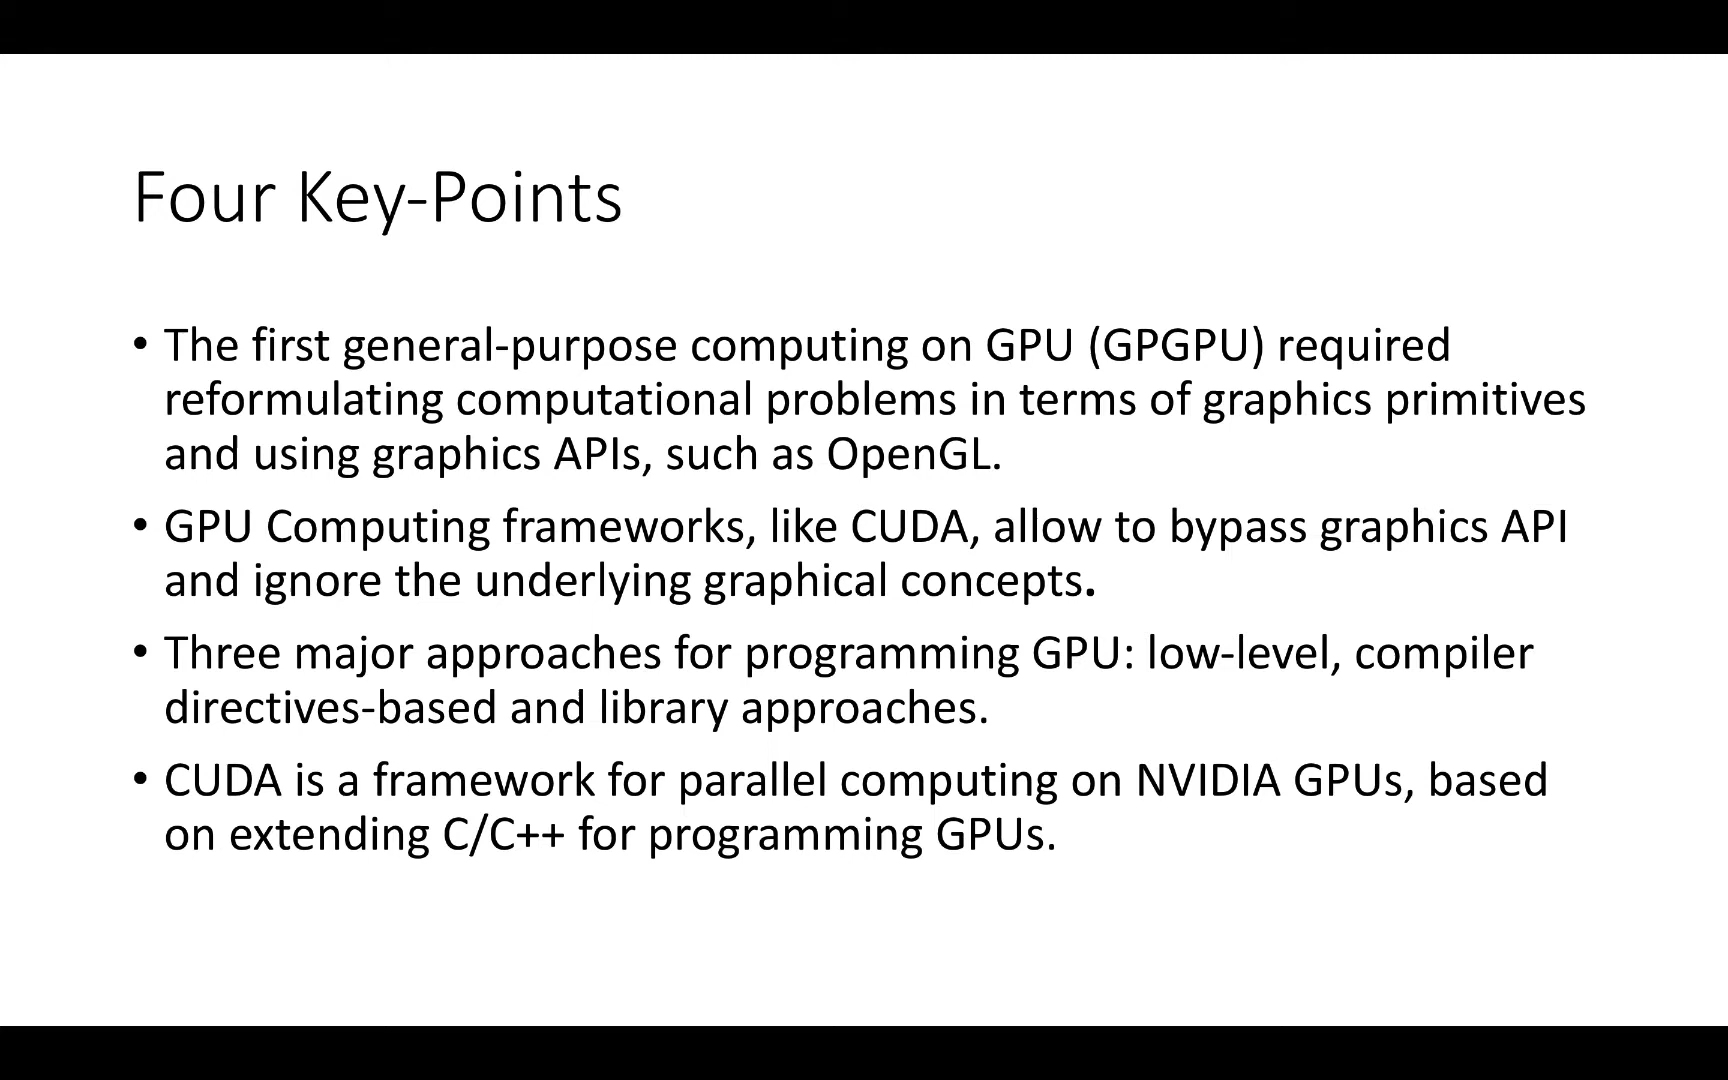 Four Key-Points
• The first general-purpose computing on GPU (GPGPU) required
reformulating computational problems in terms of graphics primitives
and using graphics APIs, such as OpenGL.
• GPU Computing frameworks, like CUDA, allow to bypass graphics API
and ignore the underlying graphical concepts.
• Three major approaches for programming GPU: low-level, compiler
directives-based and library approaches.
• CUDA is a framework for parallel computing on NVIDIA GPUs, based
on extending C/C++ for programming GPUs.